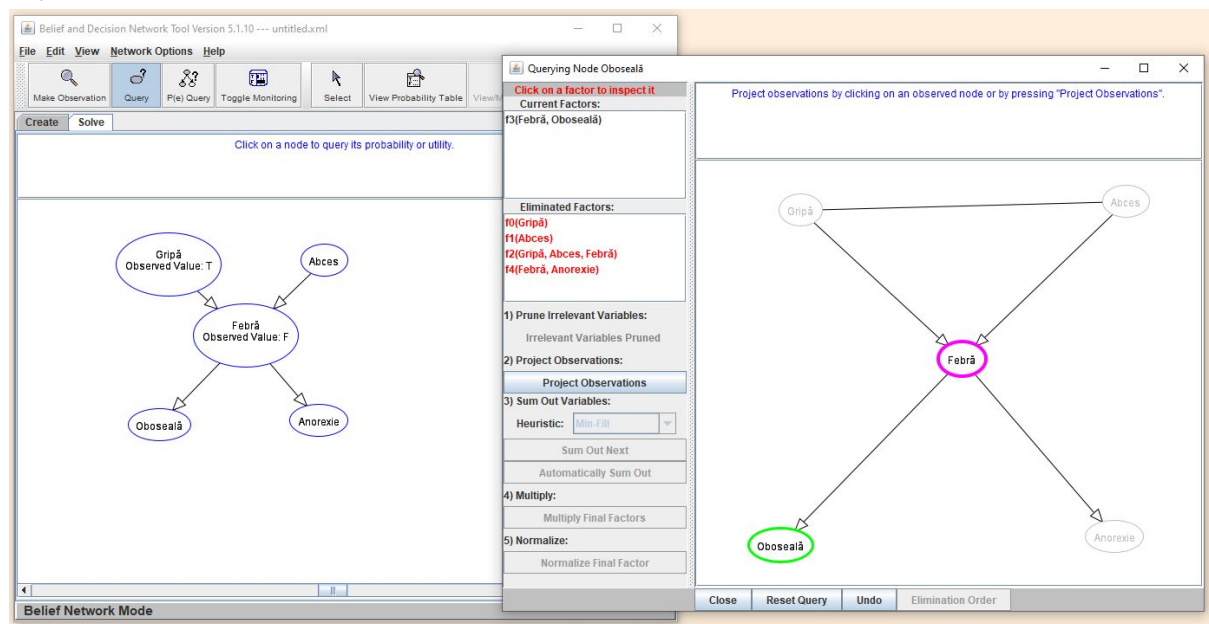 Belief and Decision Network Tool Version 5.1.10 --- untitled.xml
File Edit View Network Options Help
Make Observation Query P(e) Query Toggle Monitoring Select View Probability Table
Create Solve
Click on a node to query its probability or utility.
Gripă
Observed Value: T
Abces
Febră
Observed Value: F
Oboseală
Anorexie
Belief Network Mode
Querying Node Oboseală
Click on a factor to inspect it
Current Factors:
f3(Febră, Oboseală)
Eliminated Factors:
f0(Gripă)
f1(Abces)
f2(Gripă, Abces, Febră)
f4(Febră, Anorexie)
1) Prune Irrelevant Variables:
Irrelevant Variables Pruned
2) Project Observations:
Project Observations
3) Sum Out Variables:
Heuristic: Min-Fill
Sum Out Next
Automatically Sum Out
4) Multiply:
Multiply Final Factors
5) Normalize:
Normalize Final Factor
Project observations by clicking on an observed node or by pressing "Project Observations".
Gripă
Abces
Febră
Oboseală
Anorexie
Close Reset Query Undo Elimination Order